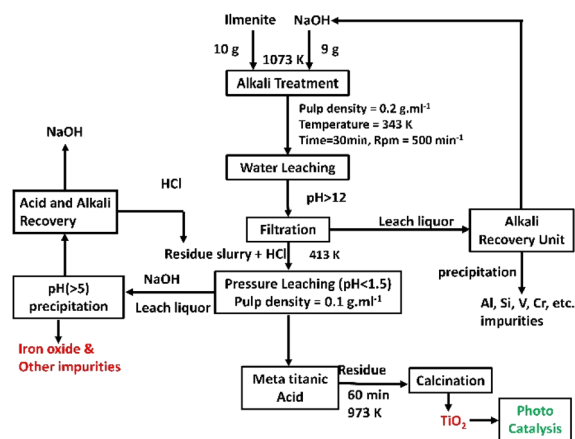 Ilmenite
NaOH
10 g
1073 K
9 g
Alkali Treatment
Pulp density = 0.2 g.ml⁻¹
Temperature = 343 K
Time=30min, Rpm = 500 min⁻¹
NaOH
Water Leaching
HCl
pH>12
Acid and Alkali
Recovery
Filtration
Leach liquor
Alkali
Recovery Unit
Residue slurry + HCl
413 K
NaOH
precipitation
pH(>5)
precipitation
Leach liquor
Pressure Leaching (pH<1.5)
Pulp density = 0.1 g.ml⁻¹
Al, Si, V, Cr, etc.
impurities
Iron oxide &
Other impurities
Meta titanic
Acid
Residue
60 min
973 K
Calcination
TiO₂
Photo
Catalysis